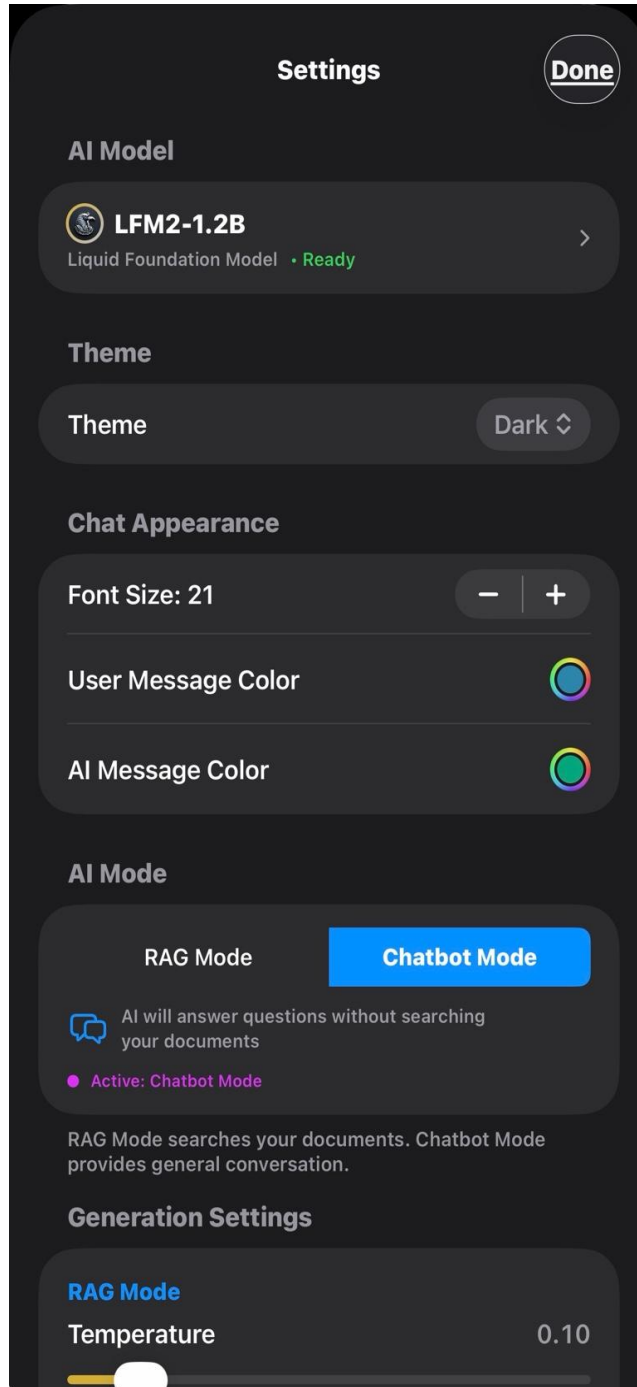 Settings
Done
AI Model
LFM2-1.2B
Liquid Foundation Model • Ready
Theme
Theme
Dark
Chat Appearance
Font Size: 21
User Message Color
AI Message Color
AI Mode
RAG Mode
Chatbot Mode
AI will answer questions without searching
your documents
Active: Chatbot Mode
RAG Mode searches your documents. Chatbot Mode
provides general conversation.
Generation Settings
RAG Mode
Temperature
0.10